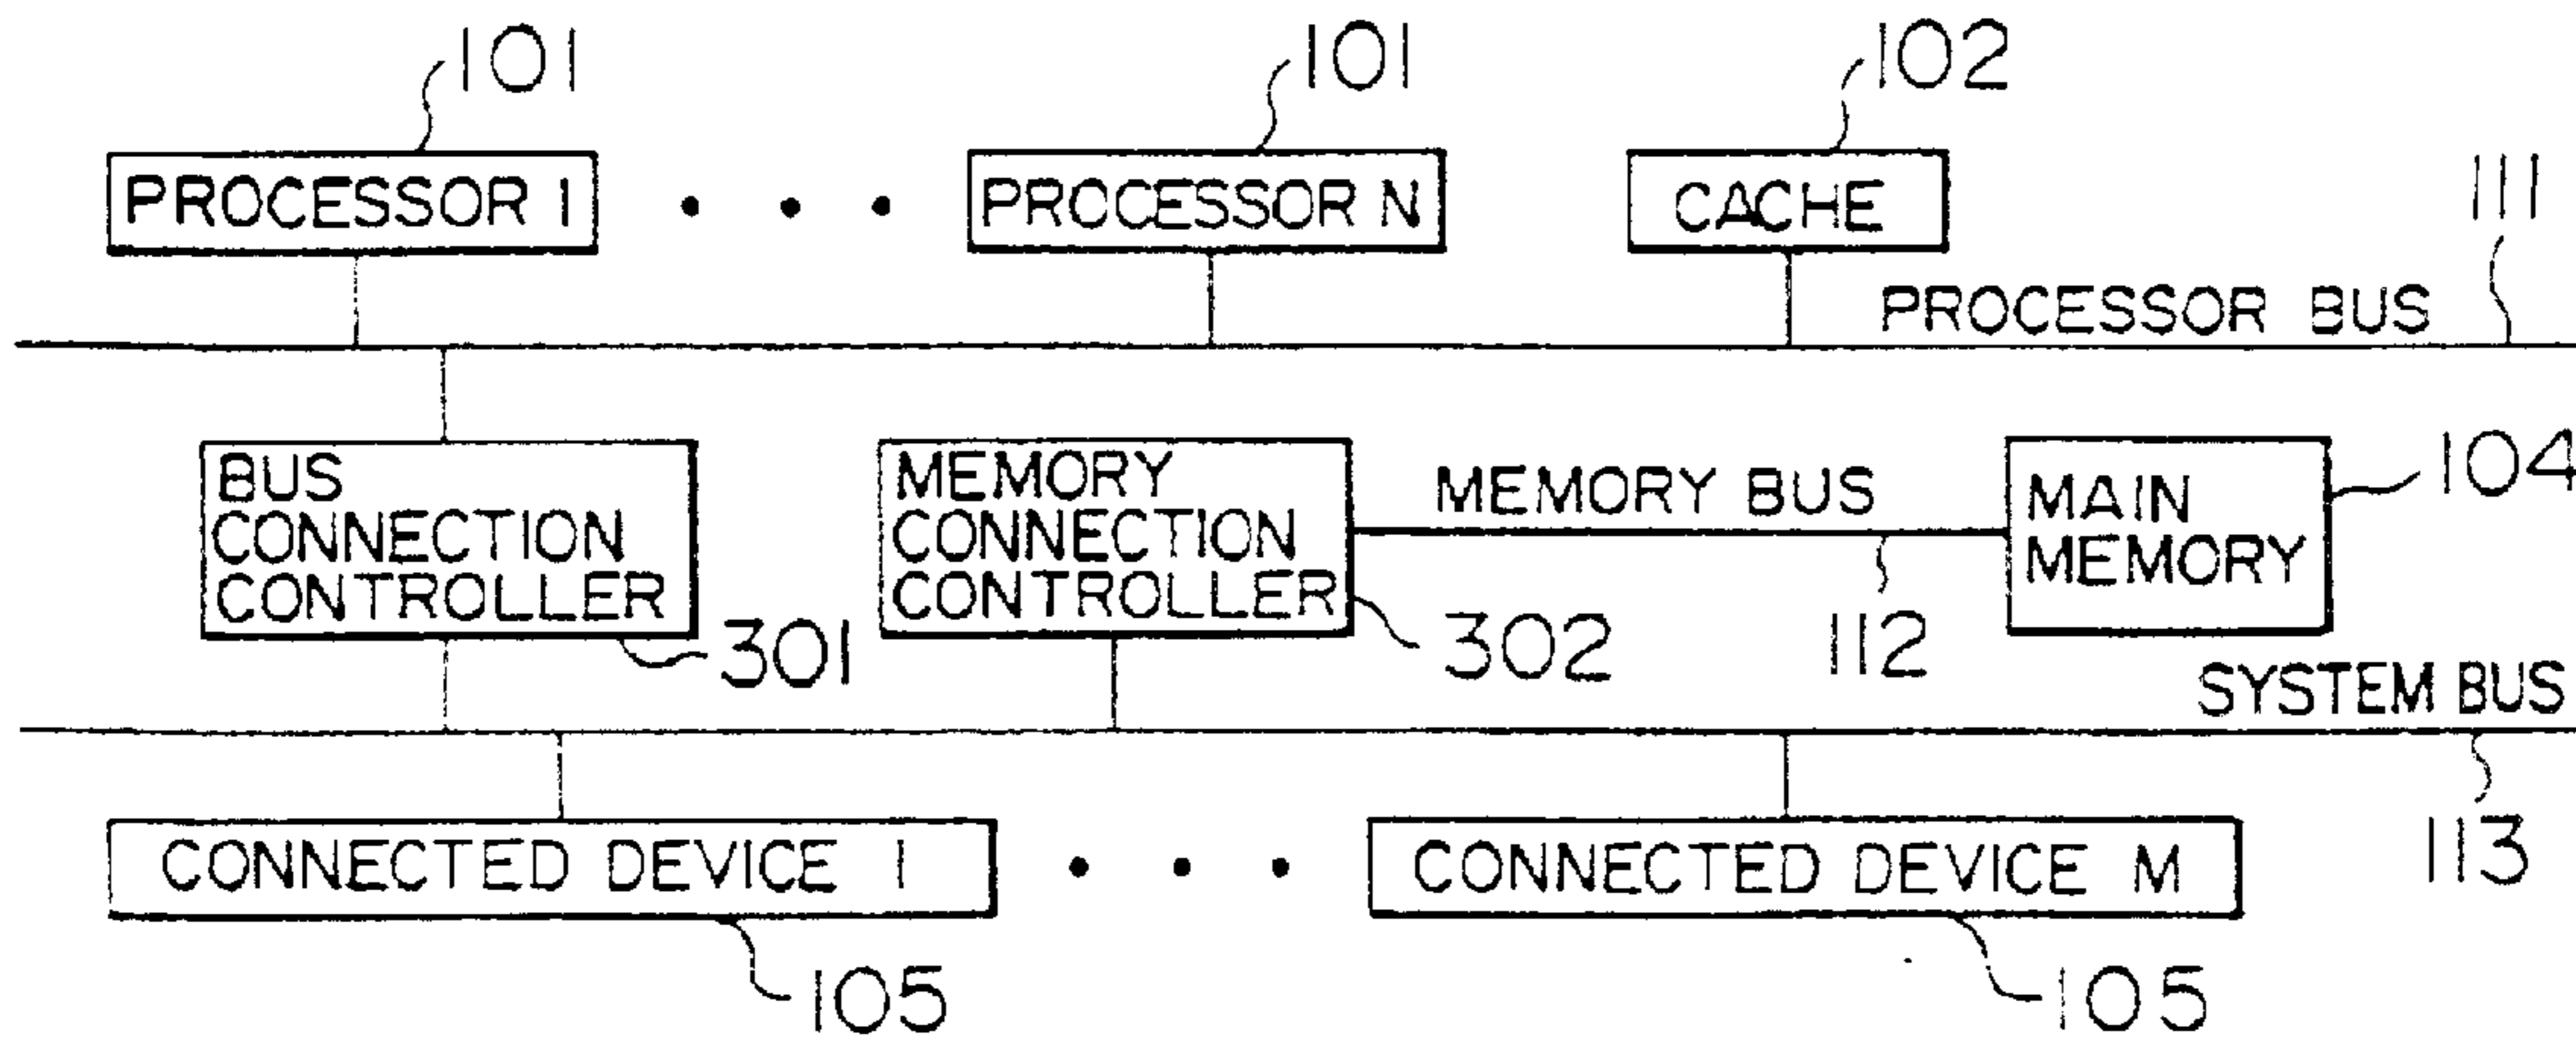 101
101
102
PROCESSOR 1
PROCESSOR N
CACHE
111
PROCESSOR BUS
BUS
CONNECTION
CONTROLLER
301
MEMORY
CONNECTION
CONTROLLER
302
MEMORY BUS
112
MAIN
MEMORY
104
SYSTEM BUS
113
CONNECTED DEVICE 1
CONNECTED DEVICE M
105
105